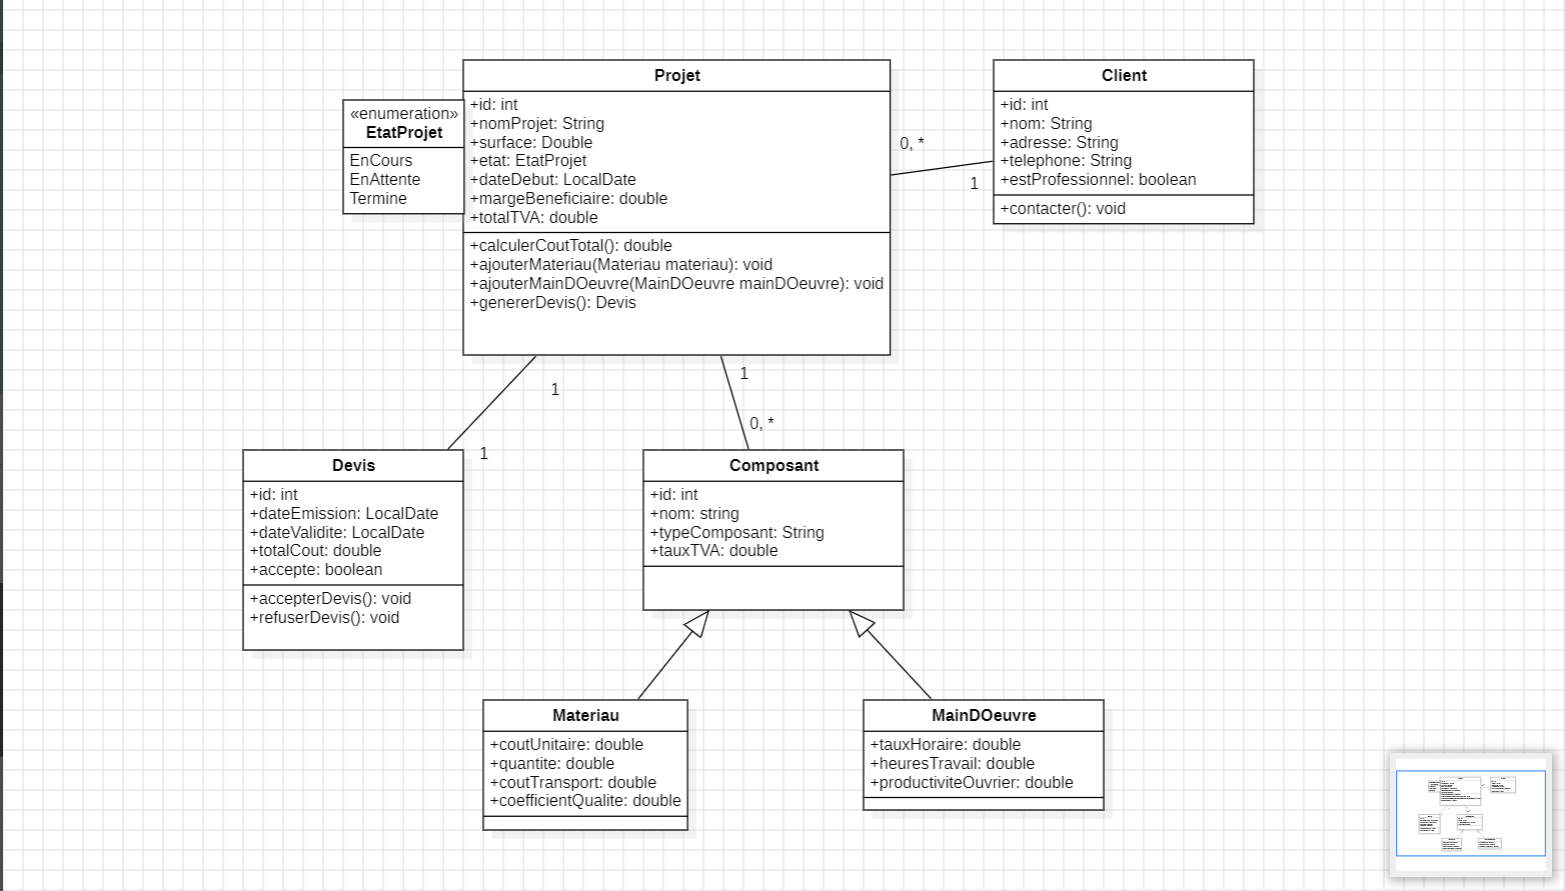 Projet
+id: int
+nomProjet: String
+surface: Double
+etat: EtatProjet
+dateDebut: LocalDate
+margeBeneficiaire: double
+totalTVA: double
+calculerCoutTotal(): double
+ajouterMateriau(Materiau materiau): void
+ajouterMainDOeuvre(MainDOeuvre mainDOeuvre): void
+genererDevis(): Devis
«enumeration»
EtatProjet
EnCours
EnAttente
Termine
0, *
1
Client
+id: int
+nom: String
+adresse: String
+telephone: String
+estProfessionnel: boolean
+contacter(): void
1
1
1
0, *
Devis
+id: int
+dateEmission: LocalDate
+dateValidite: LocalDate
+totalCout: double
+accepte: boolean
+accepterDevis(): void
+refuserDevis(): void
Composant
+id: int
+nom: string
+typeComposant: String
+tauxTVA: double
Materiau
+coutUnitaire: double
+quantite: double
+coutTransport: double
+coefficientQualite: double
MainDOeuvre
+tauxHoraire: double
+heuresTravail: double
+productiviteOuvrier: double